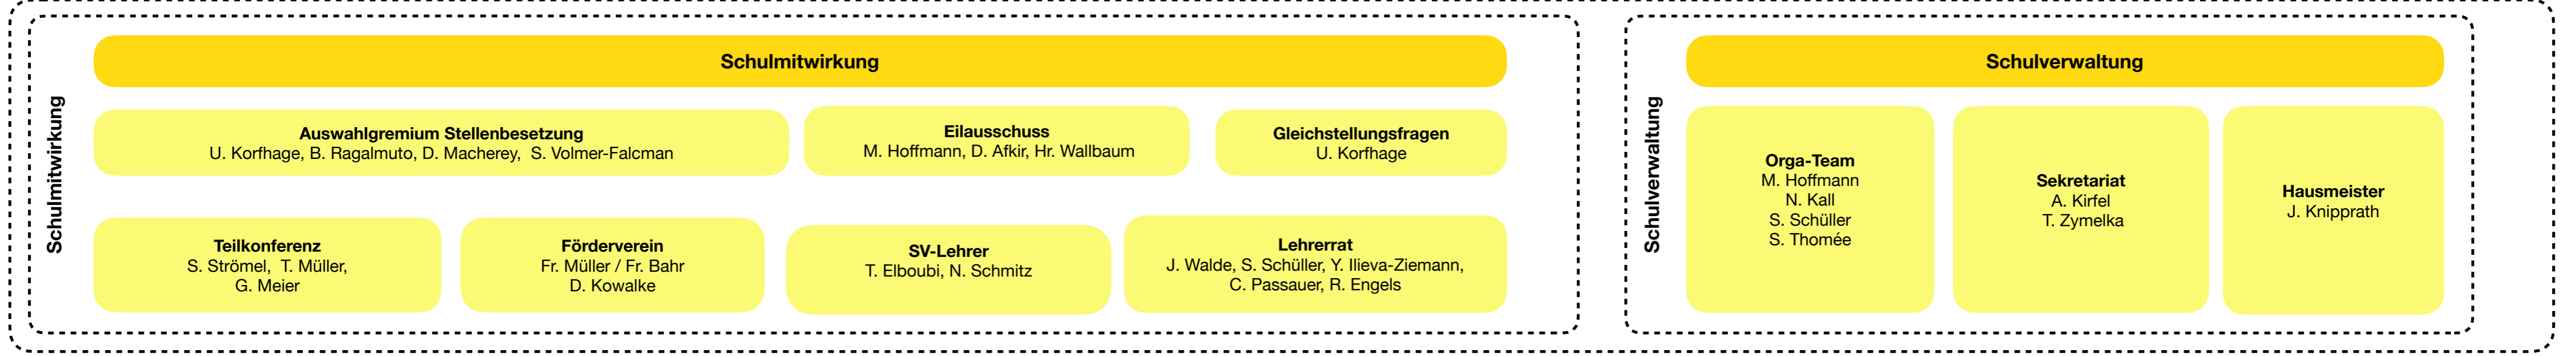 Schulmitwirkung
Schulmitwirkung
Auswahlgremium Stellenbesetzung
U. Korfhage, B. Ragalmuto, D. Macherey, S. Volmer-Falcman
Eilausschuss
M. Hoffmann, D. Afkir, Hr. Wallbaum
Gleichstellungsfragen
U. Korfhage
Teilkonferenz
S. Strömel, T. Müller,
G. Meier
Förderverein
Fr. Müller / Fr. Bahr
D. Kowalke
SV-Lehrer
T. Elboubi, N. Schmitz
Lehrerrat
J. Walde, S. Schüller, Y. Ilieva-Ziemann,
C. Passauer, R. Engels
Schulverwaltung
Schulverwaltung
Orga-Team
M. Hoffmann
N. Kall
S. Schüller
S. Thomée
Sekretariat
A. Kirfel
T. Zymelka
Hausmeister
J. Knipprath